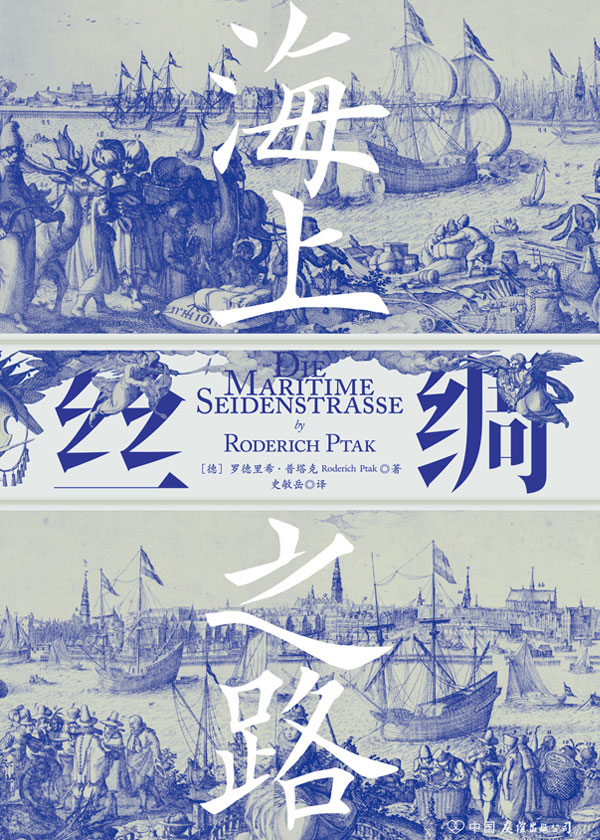 海上
丝绸
之路
DIE
MARITIME
SEIDENSTRASSE
by
RODERICH PTAK
[德] 罗德里希·普塔克 Roderich Ptak ◎ 著
史敏岳◎译
中国友谊出版公司